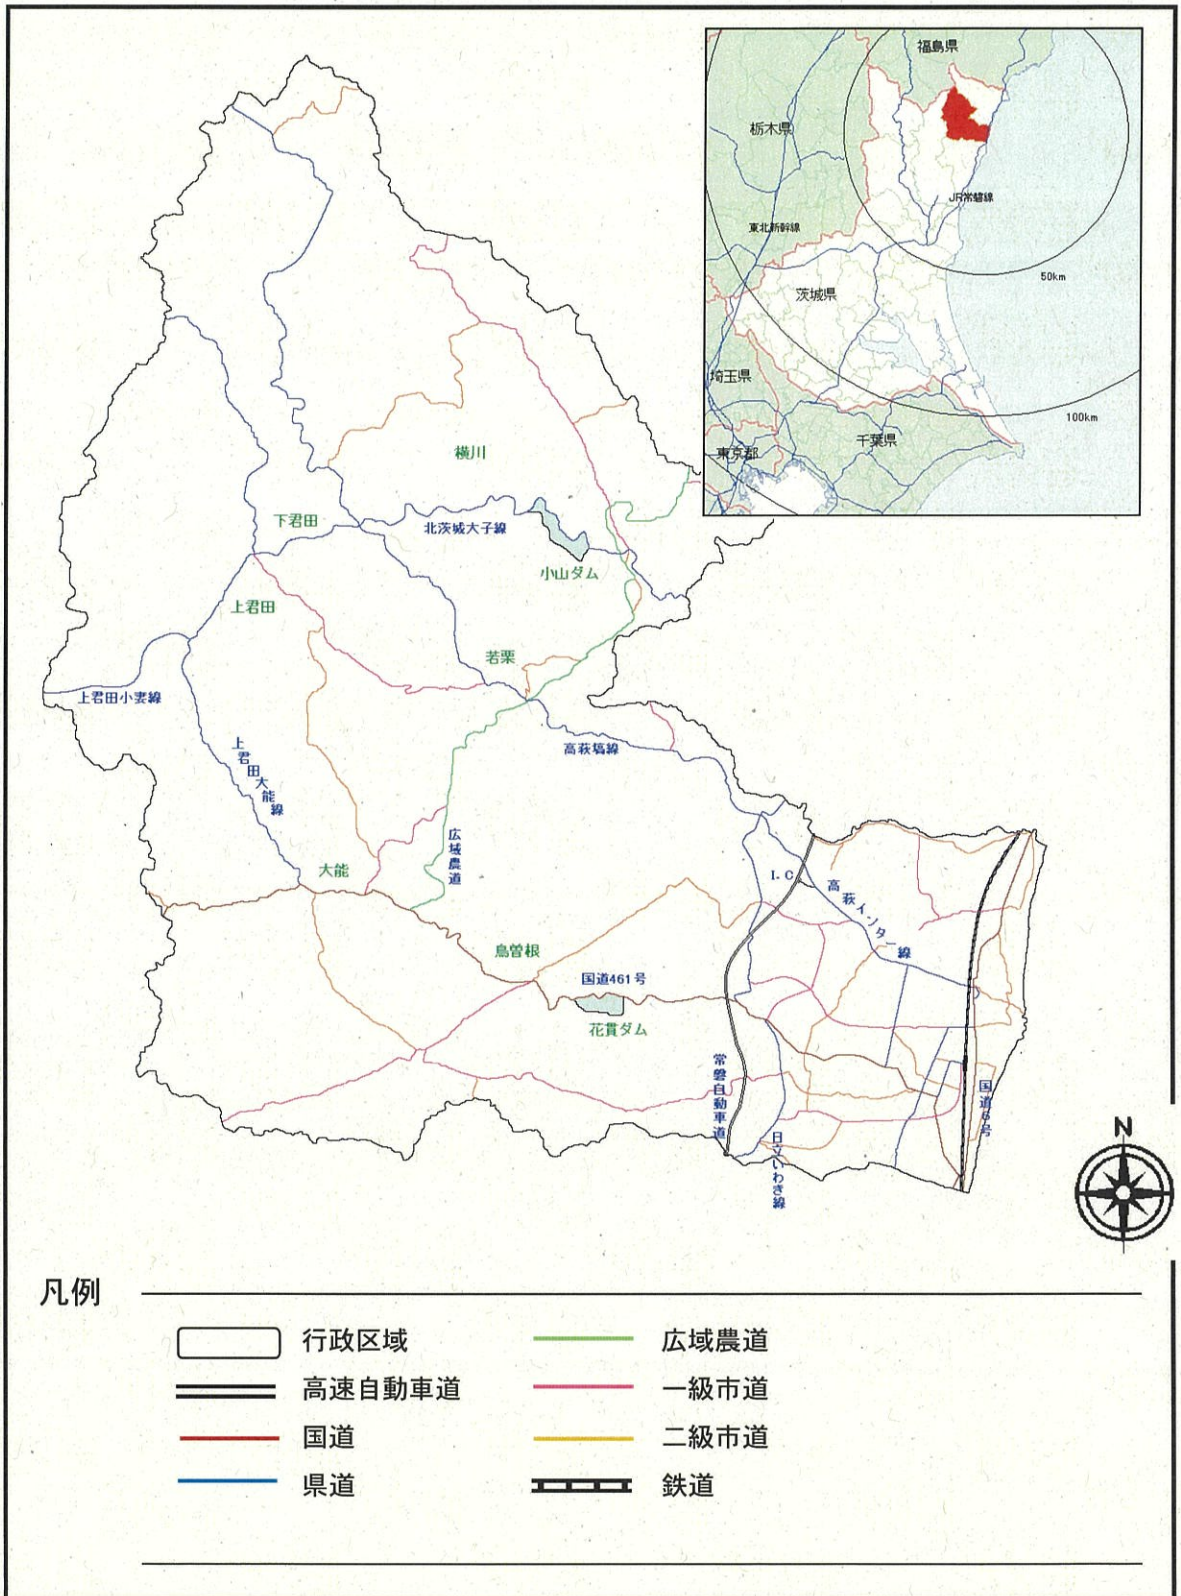 福島県
栃木県
JR常磐線
東北新幹線
50km
茨城県
埼玉県
100km
千葉県
東京都
横川
下君田
北茨城大子線
小山ダム
上君田
若栗
上君田小妻線
高萩塙線
上君田大能線
広域農道
大能
I.C
高萩インター線
鳥曽根
国道461号
花貫ダム
常磐自動車道
国道6号
日立いわき線
N
凡例
行政区域
広域農道
高速自動車道
一級市道
国道
二級市道
県道
鉄道